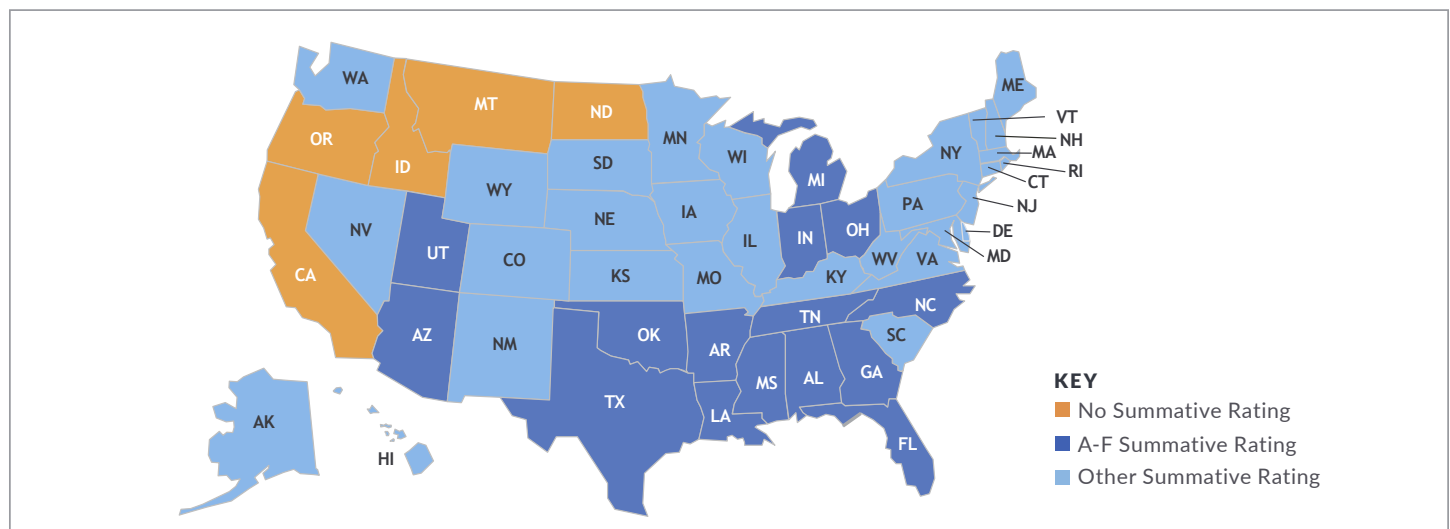 WA
MT
ND
MN
ME
VT
NH
MA
RI
CT
NJ
DE
MD
OR
ID
SD
WI
NY
MI
WY
PA
NE
IA
NV
IL
IN
OH
UT
CO
WV
VA
CA
KS
MO
KY
AZ
NM
OK
AR
TN
NC
SC
MS
AL
GA
TX
LA
FL
AK
HI
KEY
No Summative Rating
A-F Summative Rating
Other Summative Rating